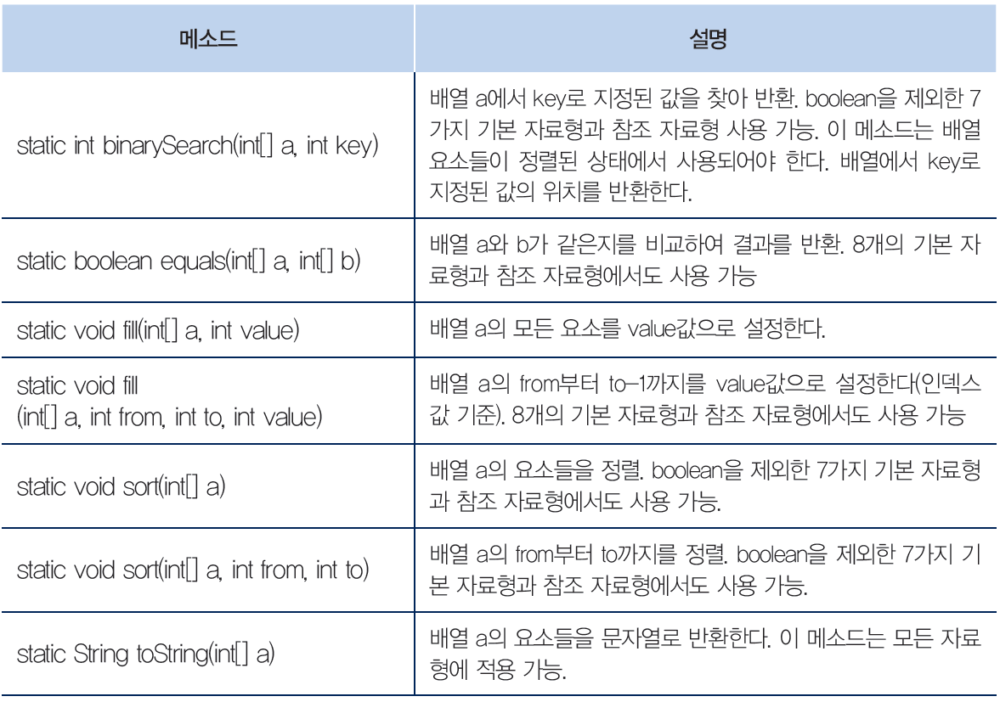 메소드
설명
static int binarySearch(int[] a, int key)
배열 a에서 key로 지정된 값을 찾아 반환. boolean을 제외한 7
가지 기본 자료형과 참조 자료형 사용 가능. 이 메소드는 배열
요소들이 정렬된 상태에서 사용되어야 한다. 배열에서 key로
지정된 값의 위치를 반환한다.
static boolean equals(int[] a, int[] b)
배열 a와 b가 같은지를 비교하여 결과를 반환. 8개의 기본 자
료형과 참조 자료형에서도 사용 가능
static void fill(int[] a, int value)
배열 a의 모든 요소를 value값으로 설정한다.
static void fill
(int[] a, int from, int to, int value)
배열 a의 from부터 to-1까지를 value값으로 설정한다(인덱스
값 기준). 8개의 기본 자료형과 참조 자료형에서도 사용 가능
static void sort(int[] a)
배열 a의 요소들을 정렬. boolean을 제외한 7가지 기본 자료형
과 참조 자료형에서도 사용 가능.
static void sort(int[] a, int from, int to)
배열 a의 from부터 to까지를 정렬. boolean을 제외한 7가지 기
본 자료형과 참조 자료형에서도 사용 가능.
static String toString(int[] a)
배열 a의 요소들을 문자열로 반환한다. 이 메소드는 모든 자료
형에 적용 가능.